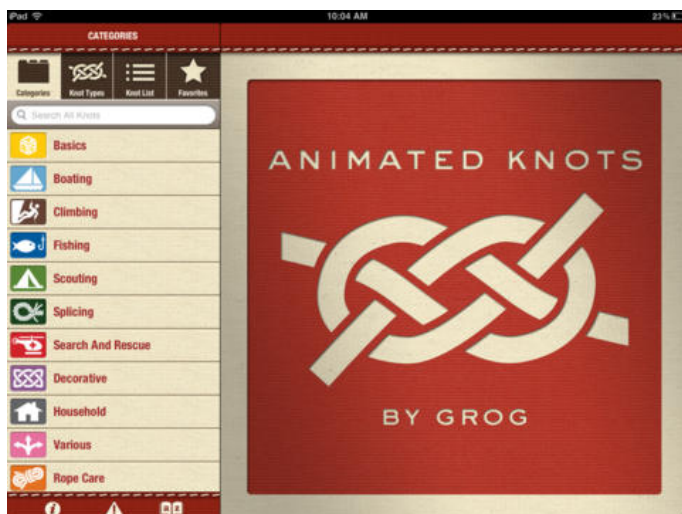 iPad 10:04 AM 23%
CATEGORIES
Categories Knot Types Knot List Favorites
Search All Knots
Basics
Boating
Climbing
Fishing
Scouting
Splicing
Search And Rescue
Decorative
Household
Various
Rope Care
ANIMATED KNOTS
BY GROG